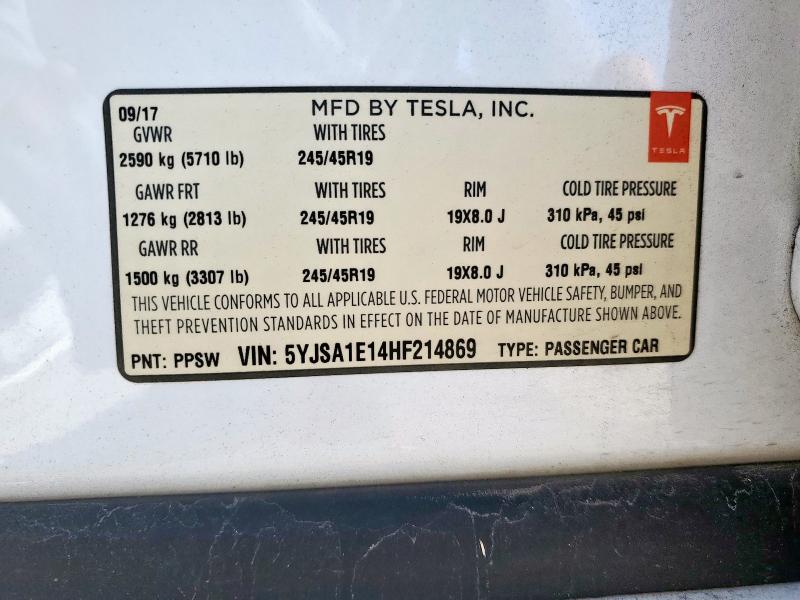 09/17 MFD BY TESLA, INC.
GVWR WITH TIRES
2590 kg (5710 lb) 245/45R19
TESLA
GAWR FRT WITH TIRES RIM COLD TIRE PRESSURE
1276 kg (2813 lb) 245/45R19 19X8.0 J 310 kPa, 45 psi
GAWR RR WITH TIRES RIM COLD TIRE PRESSURE
1500 kg (3307 lb) 245/45R19 19X8.0 J 310 kPa, 45 psi
THIS VEHICLE CONFORMS TO ALL APPLICABLE U.S. FEDERAL MOTOR VEHICLE SAFETY, BUMPER, AND
THEFT PREVENTION STANDARDS IN EFFECT ON THE DATE OF MANUFACTURE SHOWN ABOVE.
PNT: PPSW VIN: 5YJSA1E14HF214869 TYPE: PASSENGER CAR